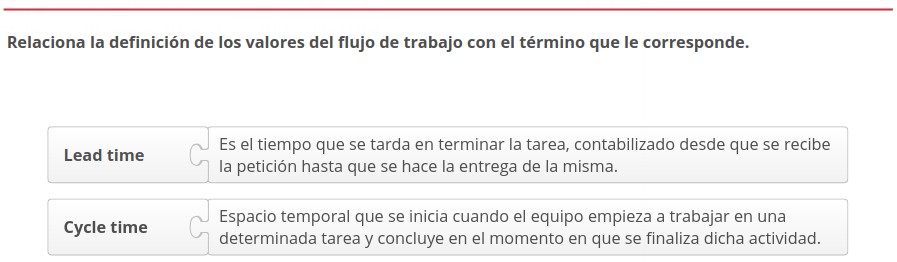 Relaciona la definición de los valores del flujo de trabajo con el término que le corresponde.
Lead time
Es el tiempo que se tarda en terminar la tarea, contabilizado desde que se recibe
la petición hasta que se hace la entrega de la misma.
Cycle time
Espacio temporal que se inicia cuando el equipo empieza a trabajar en una
determinada tarea y concluye en el momento en que se finaliza dicha actividad.